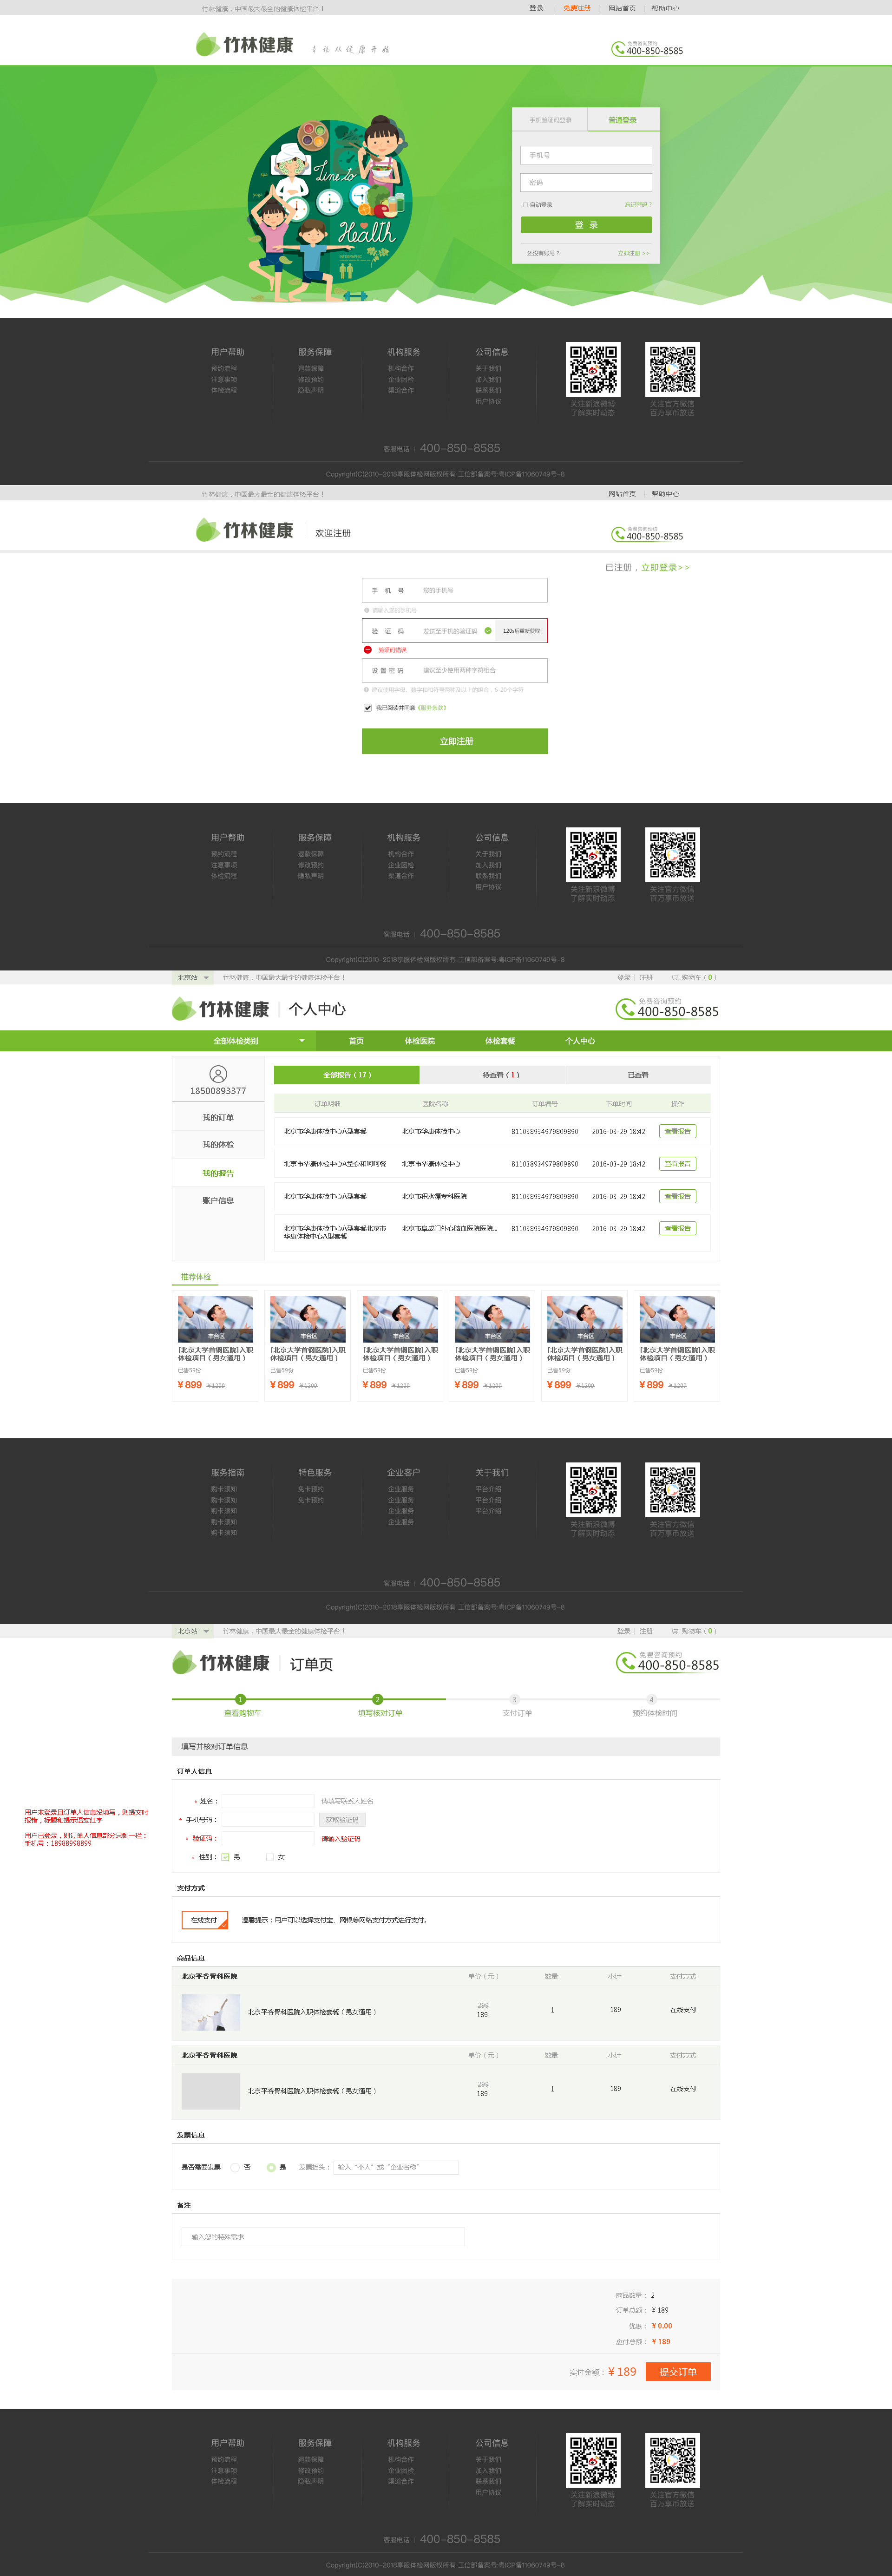 竹林健康，中国最大最全的健康体检平台！
登录 | 免费注册 | 网站首页 | 帮助中心
竹林健康 幸福从健康开始
免费咨询预约
400-850-8585
Time to
Health
手机验证码登录 普通登录
手机号
密码
自动登录 忘记密码？
登 录
还没有账号？ 立即注册 >>
用户帮助 服务保障 机构服务 公司信息
预约流程 退款保障 机构合作 关于我们
注意事项 修改预约 企业团检 加入我们
体检流程 隐私声明 渠道合作 联系我们
用户协议
关注新浪微博 关注官方微信
了解实时动态 百万享币放送
客服电话 | 400-850-8585
Copyright(C)2010-2018享服体检网版权所有 工信部备案号:粤ICP备11060749号-8
竹林健康，中国最大最全的健康体检平台！
网站首页 | 帮助中心
竹林健康 欢迎注册
免费咨询预约
400-850-8585
已注册，立即登录>>
手 机 号 您的手机号
请输入您的手机号
验 证 码 发送至手机的验证码 120s后重新获取
验证码错误
设置密码 建议至少使用两种字符组合
建议使用字母、数字和和符号两种及以上的组合，6-20个字符
我已阅读并同意《服务条款》
立即注册
用户帮助 服务保障 机构服务 公司信息
预约流程 退款保障 机构合作 关于我们
注意事项 修改预约 企业团检 加入我们
体检流程 隐私声明 渠道合作 联系我们
用户协议
关注新浪微博 关注官方微信
了解实时动态 百万享币放送
客服电话 | 400-850-8585
Copyright(C)2010-2018享服体检网版权所有 工信部备案号:粤ICP备11060749号-8
北京站 竹林健康，中国最大最全的健康体检平台！
登录 | 注册 购物车（0）
竹林健康 个人中心
免费咨询预约
400-850-8585
全部体检类别 首页 体检医院 体检套餐 个人中心
18500893377
我的订单
我的体检
我的报告
账户信息
全部报告（17） 待查看（1） 已查看
订单明细 医院名称 订单编号 下单时间 操作
北京市华康体检中心A型套餐 北京市华康体检中心 B11038934979809890 2016-03-29 18:42 查看报告
北京市华康体检中心A型套和呵呵餐 北京市华康体检中心 B11038934979809890 2016-03-29 18:42 查看报告
北京市华康体检中心A型套餐 北京市积水潭专科医院 B11038934979809890 2016-03-29 18:42 查看报告
北京市华康体检中心A型套餐北京市华康体检中心A型套餐 北京市阜成门外心脑血医院医院... B11038934979809890 2016-03-29 18:42 查看报告
推荐体检
丰台区 丰台区 丰台区 丰台区 丰台区 丰台区
[北京大学首钢医院]入职 [北京大学首钢医院]入职 [北京大学首钢医院]入职 [北京大学首钢医院]入职 [北京大学首钢医院]入职 [北京大学首钢医院]入职
体检项目（男女通用） 体检项目（男女通用） 体检项目（男女通用） 体检项目（男女通用） 体检项目（男女通用） 体检项目（男女通用）
已售59份 已售59份 已售59份 已售59份 已售59份 已售59份
¥ 899 ¥ 1209 ¥ 899 ¥ 1209 ¥ 899 ¥ 1209 ¥ 899 ¥ 1209 ¥ 899 ¥ 1209 ¥ 899 ¥ 1209
服务指南 特色服务 企业客户 关于我们
购卡须知 免卡预约 企业服务 平台介绍
购卡须知 免卡预约 企业服务 平台介绍
购卡须知 企业服务 平台介绍
购卡须知 企业服务
购卡须知
关注新浪微博 关注官方微信
了解实时动态 百万享币放送
客服电话 | 400-850-8585
Copyright(C)2010-2018享服体检网版权所有 工信部备案号:粤ICP备11060749号-8
北京站 竹林健康，中国最大最全的健康体检平台！
登录 | 注册 购物车（0）
竹林健康 订单页
免费咨询预约
400-850-8585
1 2 3 4
查看购物车 填写核对订单 支付订单 预约体检时间
填写并核对订单信息
订单人信息
* 姓名： 请填写联系人姓名
* 手机号码： 获取验证码
* 验证码： 请输入验证码
* 性别： 男 女
用户未登录且订单人信息没填写，则提交时
报错，标题和提示语变红字
用户已登录，则订单人信息部分只剩一栏：
手机号：18988998899
支付方式
在线支付 温馨提示：用户可以选择支付宝、网银等网络支付方式进行支付。
商品信息
北京平谷骨科医院 单价（元） 数量 小计 支付方式
299
北京平谷骨科医院入职体检套餐（男女通用） 189 1 189 在线支付
北京平谷骨科医院 单价（元） 数量 小计 支付方式
299
北京平谷骨科医院入职体检套餐（男女通用） 189 1 189 在线支付
发票信息
是否需要发票 否 是 发票抬头： 输入“个人”或“企业名称”
备注
输入您的特殊需求
商品数量： 2
订单总额： ¥ 189
优惠： ¥ 0.00
应付总额： ¥ 189
实付金额：¥ 189 提交订单
用户帮助 服务保障 机构服务 公司信息
预约流程 退款保障 机构合作 关于我们
注意事项 修改预约 企业团检 加入我们
体检流程 隐私声明 渠道合作 联系我们
用户协议
关注新浪微博 关注官方微信
了解实时动态 百万享币放送
客服电话 | 400-850-8585
Copyright(C)2010-2018享服体检网版权所有 工信部备案号:粤ICP备11060749号-8